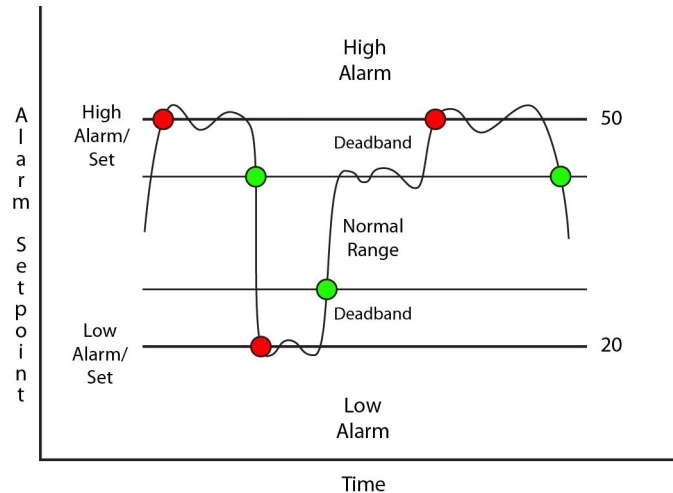 High
Alarm
High
Alarm/
Set
50
Deadband
Alarm Setpoint
Normal
Range
Deadband
Low
Alarm/
Set
20
Low
Alarm
Time